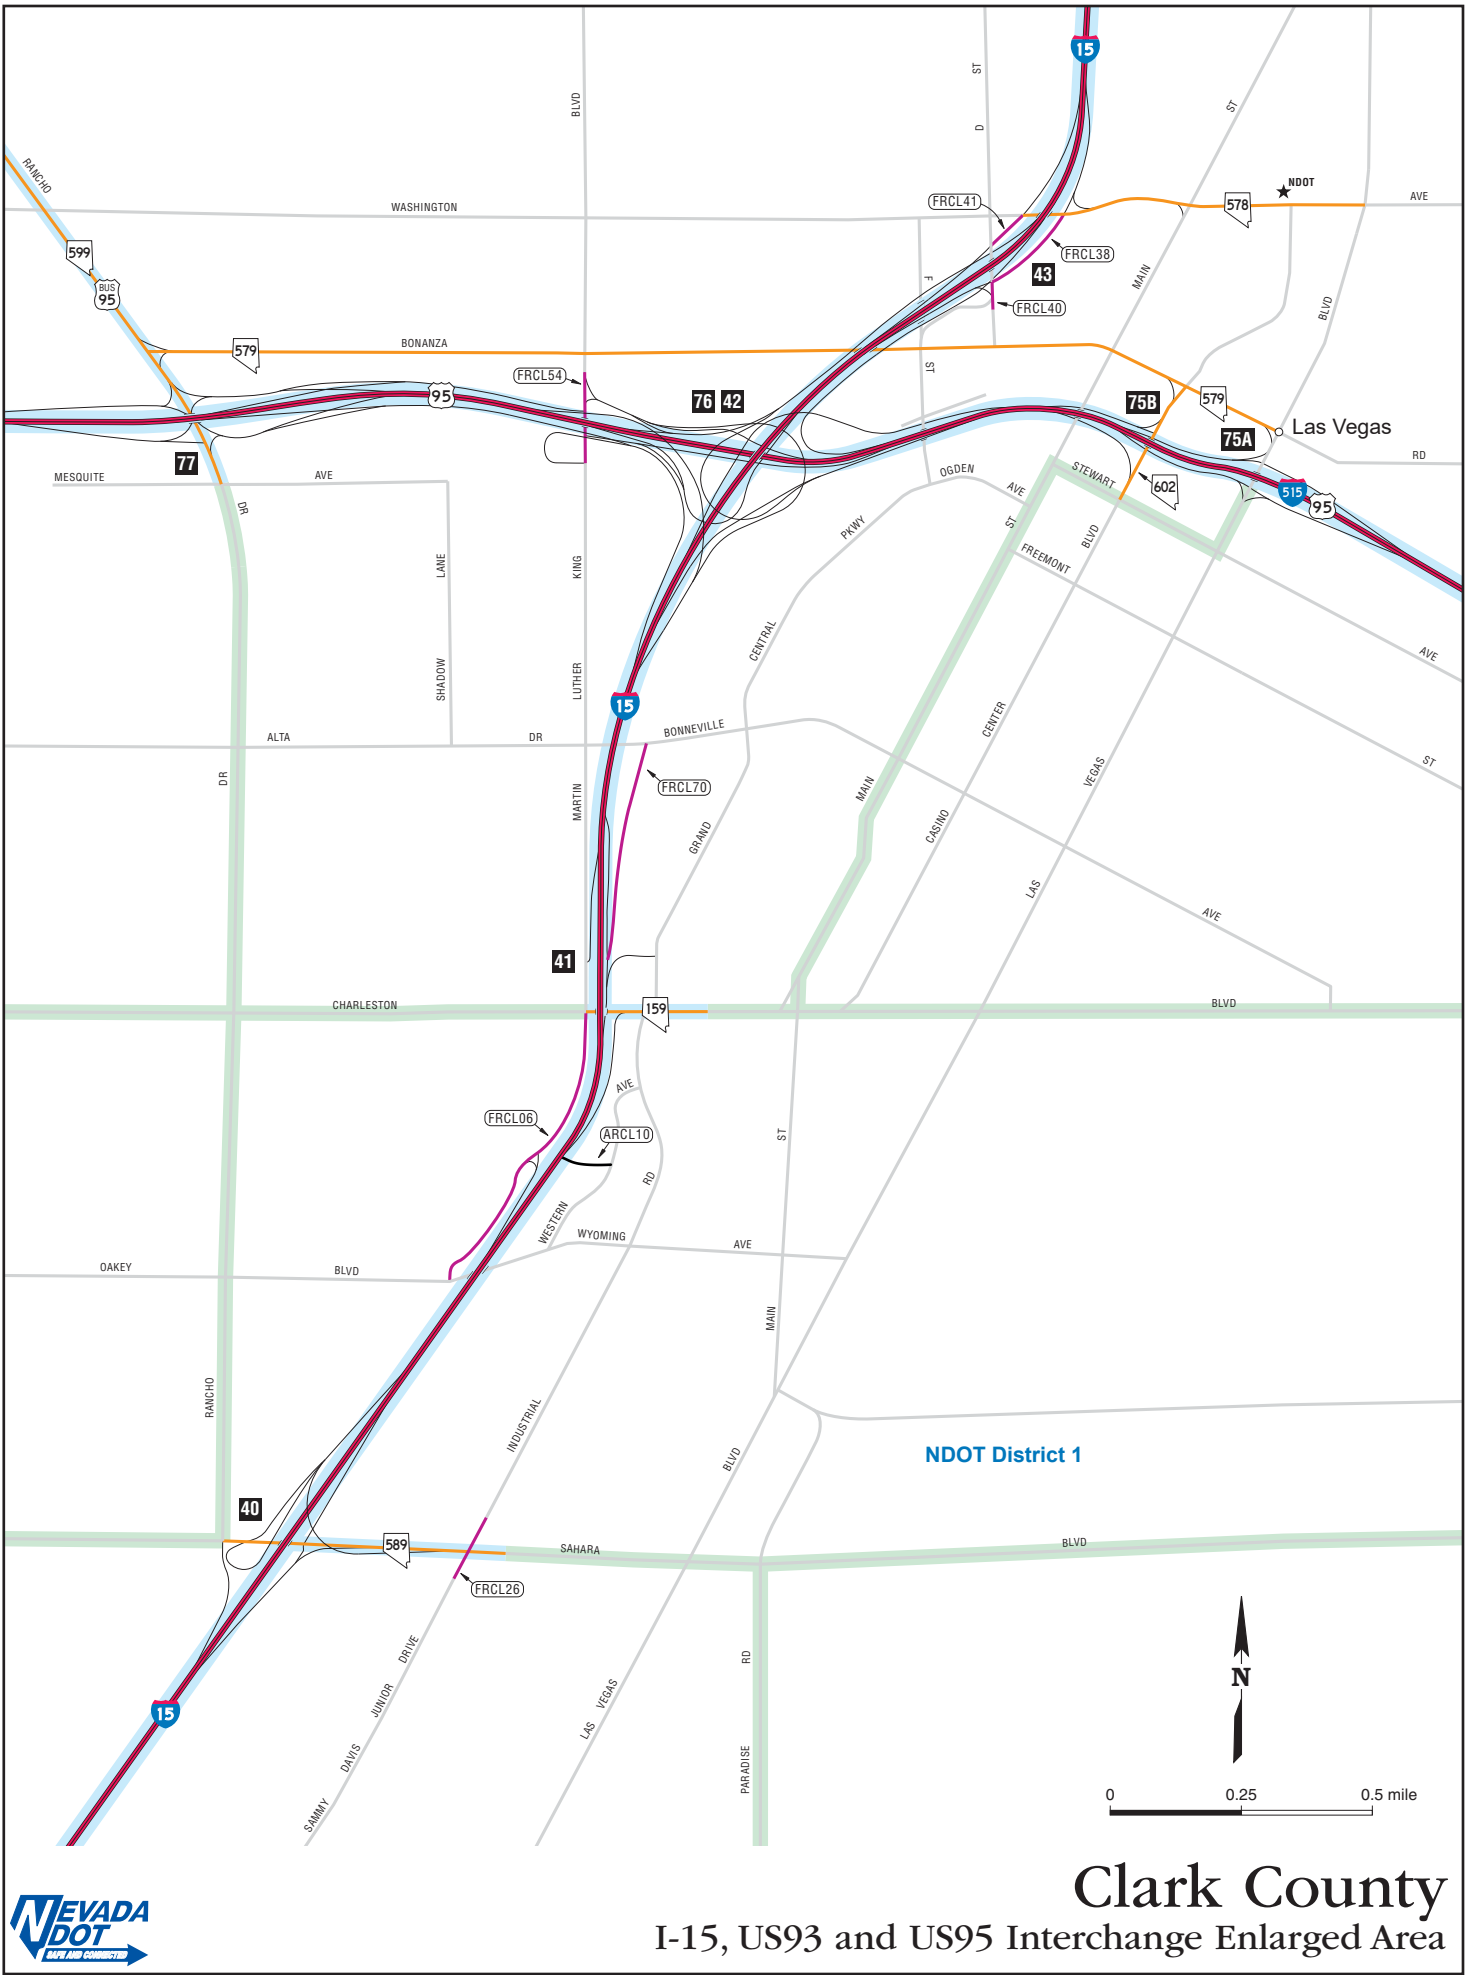 15
ST
BLVD
ST
D
RANCHO
NDOT
WASHINGTON
FRCL41
578
AVE
599
FRCL38
BUS
95
43
F
MAIN
FRCL40
BLVD
579
BONANZA
FRCL54
ST
95
76
42
75B
579
75A
Las Vegas
77
MESQUITE
AVE
OGDEN
AVE
STEWART
602
515
95
RD
DR
PKWY
ST
BLVD
FREEMONT
LANE
KING
CENTRAL
AVE
SHADOW
LUTHER
15
ALTA
DR
BONNEVILLE
CENTER
ST
DR
MARTIN
FRCL70
MAIN
VEGAS
GRAND
CASINO
LAS
AVE
41
CHARLESTON
159
BLVD
AVE
FRCL06
ARCL10
ST
RD
WESTERN
WYOMING
AVE
OAKEY
BLVD
MAIN
RANCHO
INDUSTRIAL
BLVD
NDOT District 1
40
589
SAHARA
BLVD
FRCL26
DRIVE
RD
JUNIOR
VEGAS
N
15
LAS
DAVIS
PARADISE
SAMMY
0 0.25 0.5 mile
Clark County
I-15, US93 and US95 Interchange Enlarged Area
NEVADA
DOT
SAFE AND CONNECTED